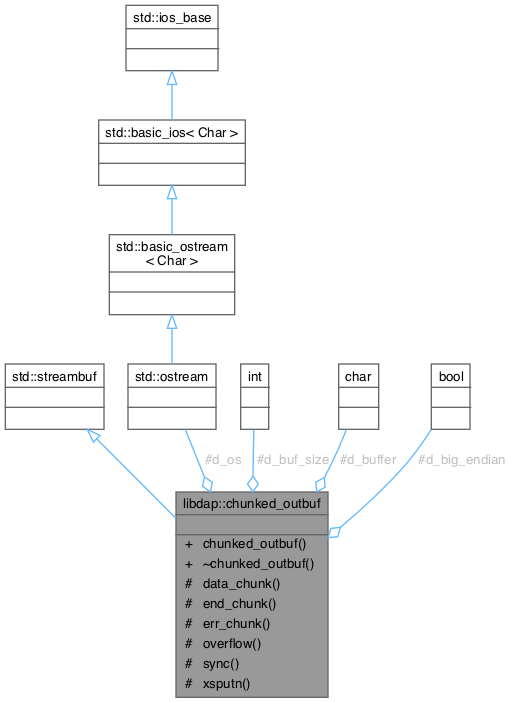 std::ios_base
std::basic_ios< Char >
std::basic_ostream
< Char >
std::streambuf
std::ostream
int
char
bool
#d_os
#d_buf_size
#d_buffer
#d_big_endian
libdap::chunked_outbuf
+ chunked_outbuf()
+ ~chunked_outbuf()
# data_chunk()
# end_chunk()
# err_chunk()
# overflow()
# sync()
# xsputn()